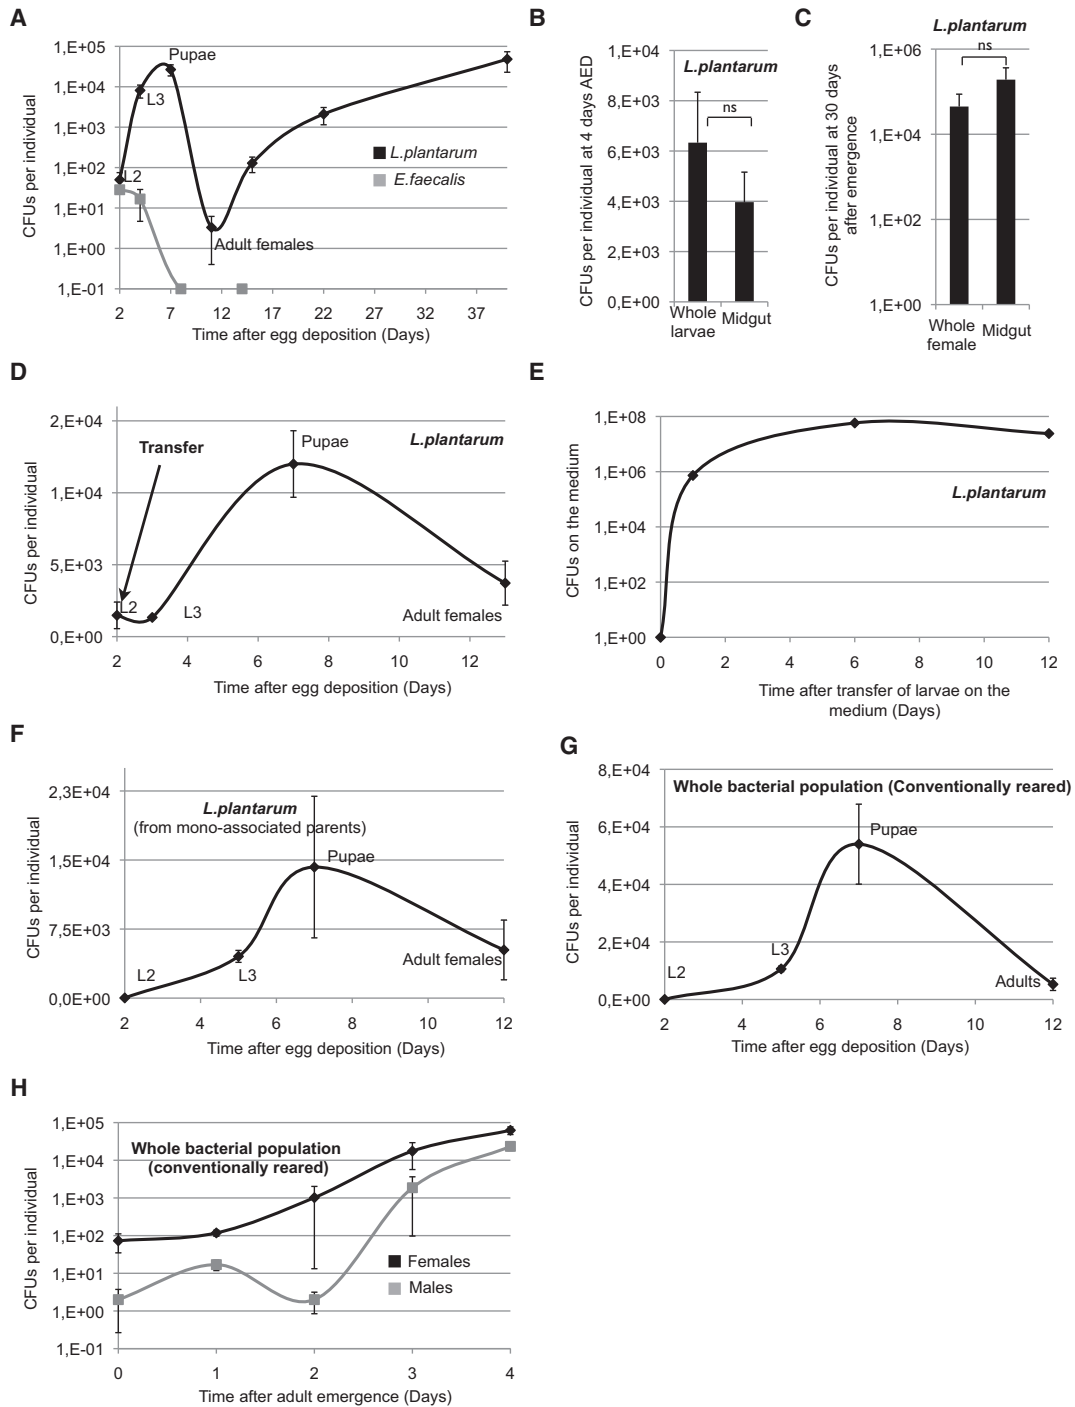 A
1,E+05
1,E+04
1,E+03
1,E+02
1,E+01
1,E+00
1,E-01
CFUs per individual
Pupae
L3
L2
Adult females
L.plantarum
E.faecalis
2 7 12 17 22 27 32 37
Time after egg deposition (Days)
B
1,E+04
8,E+03
6,E+03
4,E+03
2,E+03
0,E+00
CFUs per individual at 4 days AED
L.plantarum
ns
Whole
larvae
Midgut
C
L.plantarum
ns
1,E+06
1,E+04
1,E+02
1,E+00
CFUs per individual at 30 days
after emergence
Whole
female
Midgut
D
2,E+04
1,E+04
5,E+03
0,E+00
CFUs per individual
Transfer
L.plantarum
Pupae
L2
L3
Adult females
2 4 6 8 10 12
Time after egg deposition (Days)
E
1,E+08
1,E+06
1,E+04
1,E+02
1,E+00
CFUs on the medium
L.plantarum
0 2 4 6 8 10 12
Time after transfer of larvae on the
medium (Days)
F
2,3E+04
1,5E+04
7,5E+03
0,0E+00
CFUs per individual
L.plantarum
(from mono-associated parents)
Pupae
L2
L3
Adult females
2 4 6 8 10 12
Time after egg deposition (Days)
G
8,E+04
6,E+04
4,E+04
2,E+04
0,E+00
CFUs per individual
Whole bacterial population (Conventionally reared)
Pupae
L3
L2
Adults
2 4 6 8 10 12
Time after egg deposition (Days)
H
1,E+05
1,E+04
1,E+03
1,E+02
1,E+01
1,E+00
1,E-01
CFUs per individual
Whole bacterial population
(conventionally reared)
Females
Males
0 1 2 3 4
Time after adult emergence (Days)